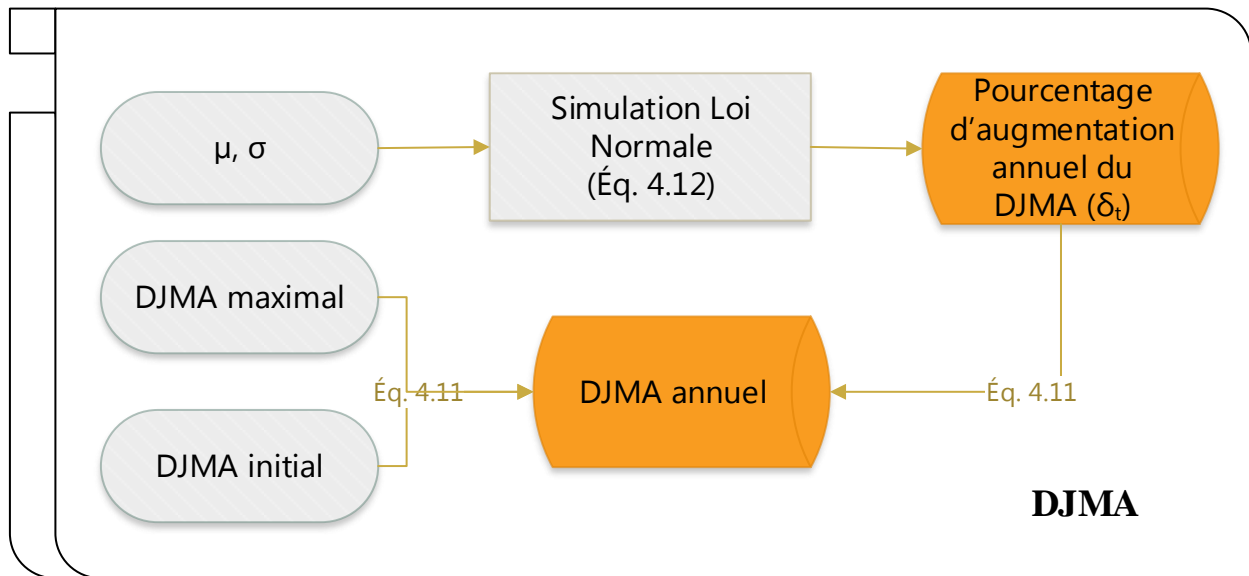 μ, σ
Simulation Loi
Normale
(Éq. 4.12)
Pourcentage
d’augmentation
annuel du
DJMA (δₜ)
DJMA maximal
Éq. 4.11
DJMA annuel
Éq. 4.11
DJMA initial
DJMA